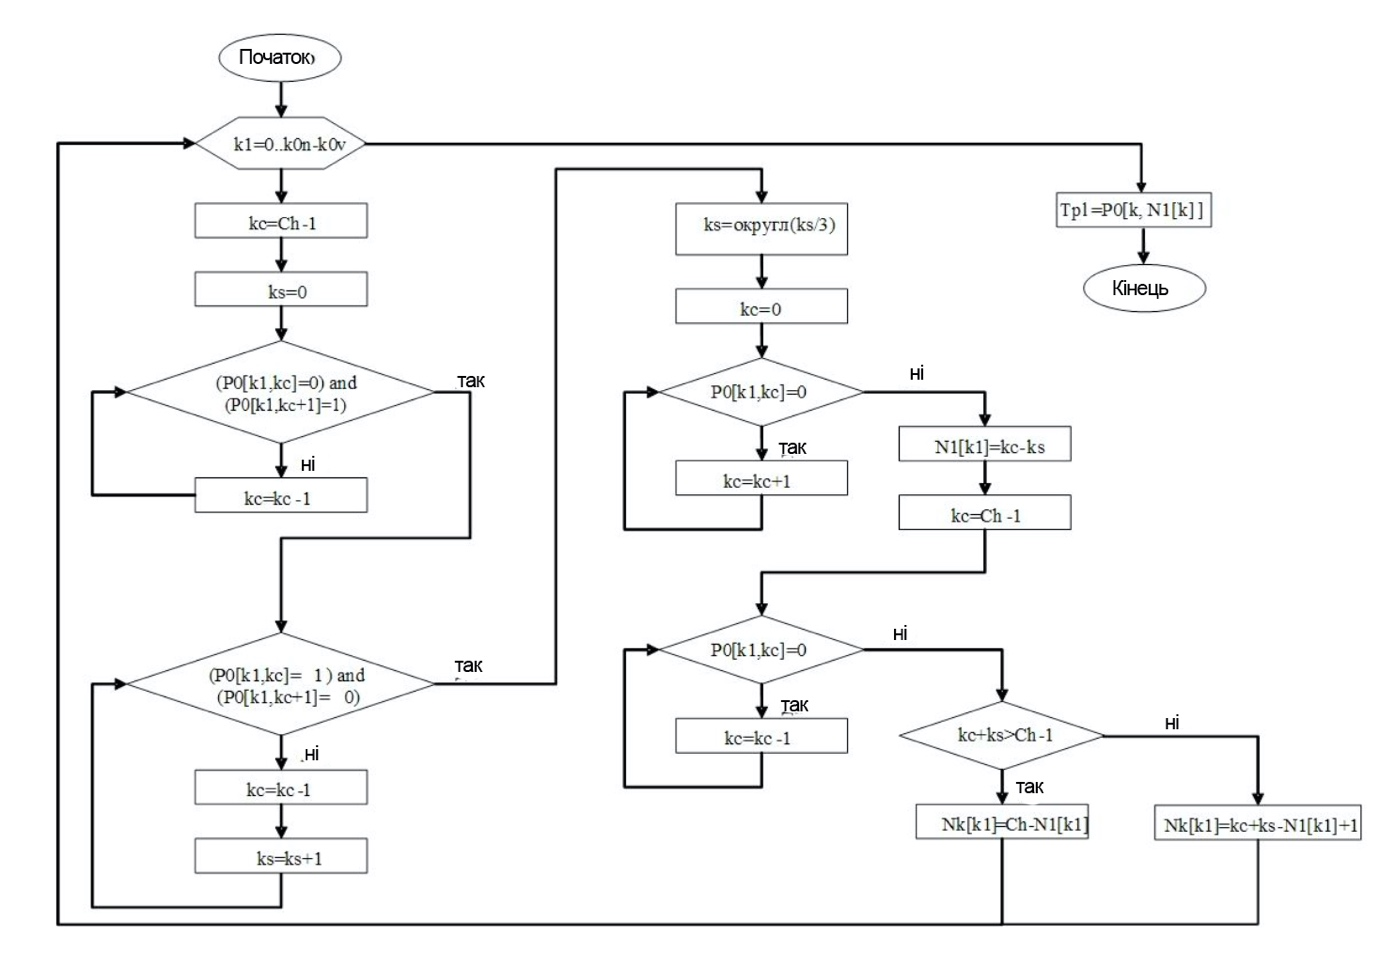 Початок
k1=0..k0n-k0v
kc=Ch-1
ks=0
(P0[k1,kc]=0) and
(P0[k1,kc+1]=1)
так
ні
kc=kc -1
(P0[k1,kc]= 1 ) and
(P0[k1,kc+1]= 0)
так
ні
kc=kc-1
ks=ks+1
ks=округл(ks/3)
kc=0
P0[k1,kc]=0
ні
так
kc=kc+1
N1[k1]=kc-ks
kc=Ch -1
P0[k1,kc]=0
ні
так
kc=kc -1
kc+ks>Ch-1
ні
так
Nk[k1]=Ch-N1[k1]
Nk[k1]=kc+ks-N1[k1]+1
Tpl=P0[k, N1[k] ]
Кінець